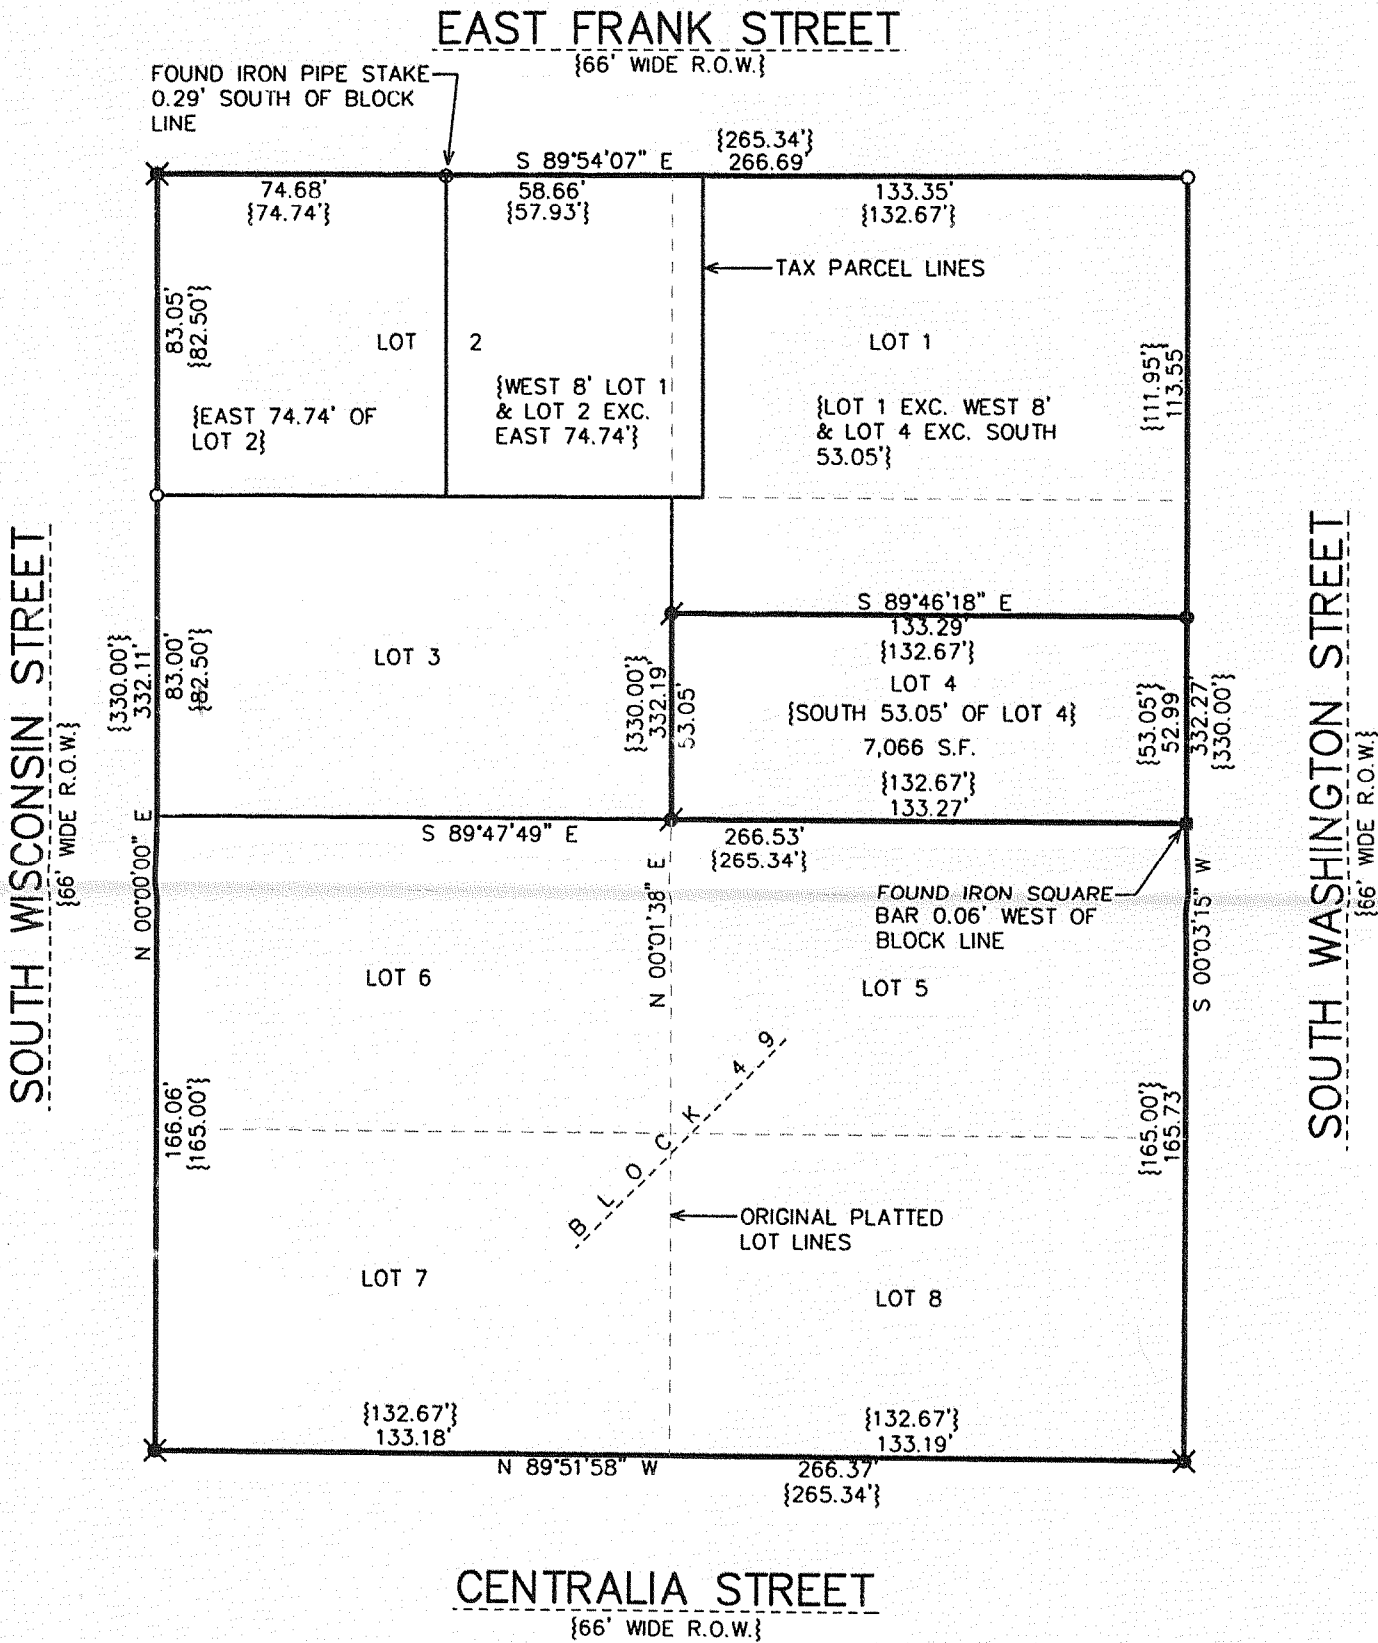 EAST FRANK STREET
{66' WIDE R.O.W.}
FOUND IRON PIPE STAKE
0.29' SOUTH OF BLOCK
LINE
{265.34'}
S 89°54'07" E 266.69'
74.68'
{74.74'}
58.66'
{57.93'}
133.35'
{132.67'}
TAX PARCEL LINES
83.05'
{82.50'}
LOT 2
LOT 1
{111.95'}
113.55
{EAST 74.74' OF
LOT 2}
{WEST 8' LOT 1
& LOT 2 EXC.
EAST 74.74'}
{LOT 1 EXC. WEST 8'
& LOT 4 EXC. SOUTH
53.05'}
SOUTH WISCONSIN STREET
{66' WIDE R.O.W.}
{330.00'}
332.11'
83.00'
{82.50'}
N 00°00'00" E
LOT 3
{330.00'}
332.19
53.05'
S 89°46'18" E
133.29'
{132.67'}
LOT 4
{SOUTH 53.05' OF LOT 4}
7,066 S.F.
{132.67'}
133.27'
{53.05'}
52.99
332.27'
{330.00'}
SOUTH WASHINGTON STREET
{66' WIDE R.O.W.}
S 89°47'49" E
266.53'
{265.34'}
N 00°01'38" E
FOUND IRON SQUARE
BAR 0.06' WEST OF
BLOCK LINE
S 00°03'15" W
LOT 6
LOT 5
BLOCK 49
166.06'
{165.00'}
{165.00'}
165.73'
ORIGINAL PLATTED
LOT LINES
LOT 7
LOT 8
{132.67'}
133.18'
{132.67'}
133.19'
N 89°51'58" W
266.37'
{265.34'}
CENTRALIA STREET
{66' WIDE R.O.W.}